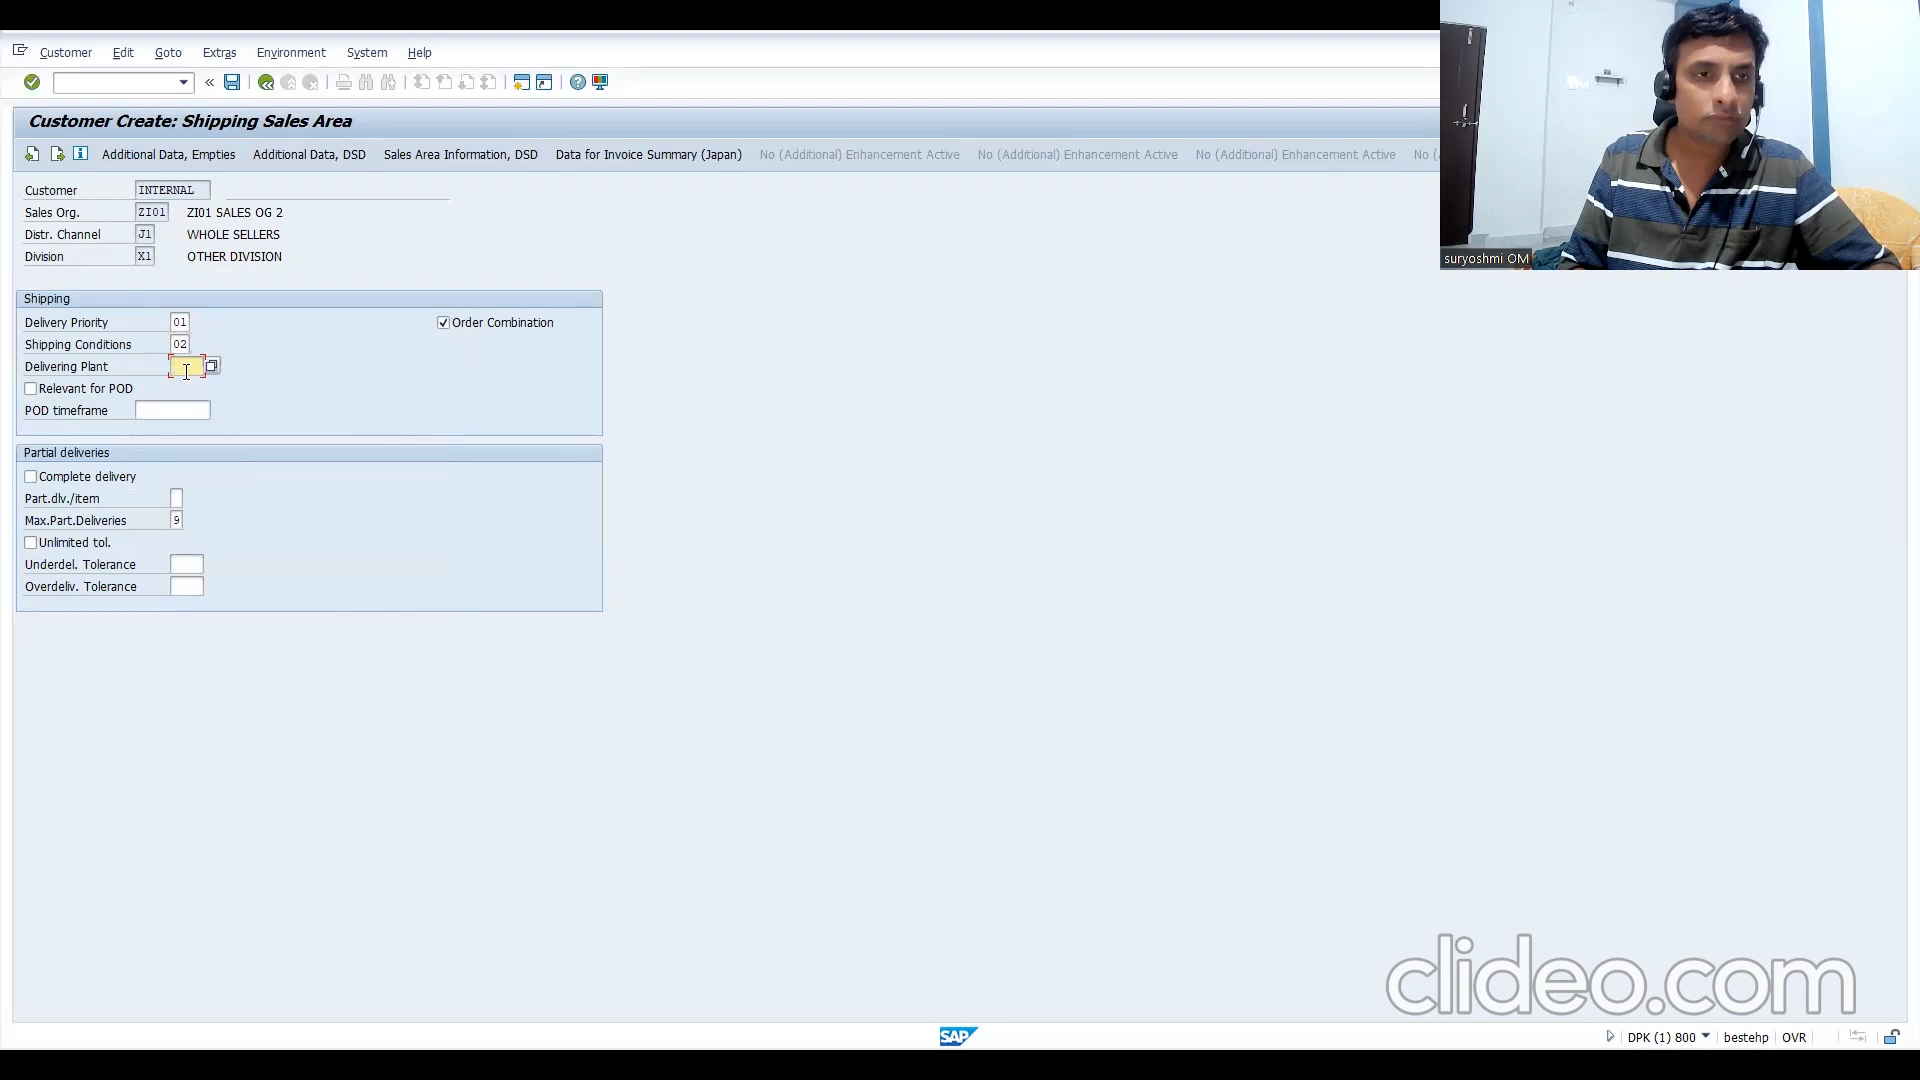 Customer Edit Goto Extras Environment System Help
Customer Create: Shipping Sales Area
Additional Data, Empties Additional Data, DSD Sales Area Information, DSD Data for Invoice Summary (Japan) No (Additional) Enhancement Active No (Additional) Enhancement Active No (Additional) Enhancement Active No (
Customer INTERNAL
Sales Org. ZI01 ZI01 SALES OG 2
Distr. Channel J1 WHOLE SELLERS
Division X1 OTHER DIVISION
Shipping
Delivery Priority 01 Order Combination
Shipping Conditions 02
Delivering Plant
Relevant for POD
POD timeframe
Partial deliveries
Complete delivery
Part.dlv./item
Max.Part.Deliveries 9
Unlimited tol.
Underdel. Tolerance
Overdeliv. Tolerance
suryoshmi OM
clideo.com
SAP
DPK (1) 800 bestehp OVR